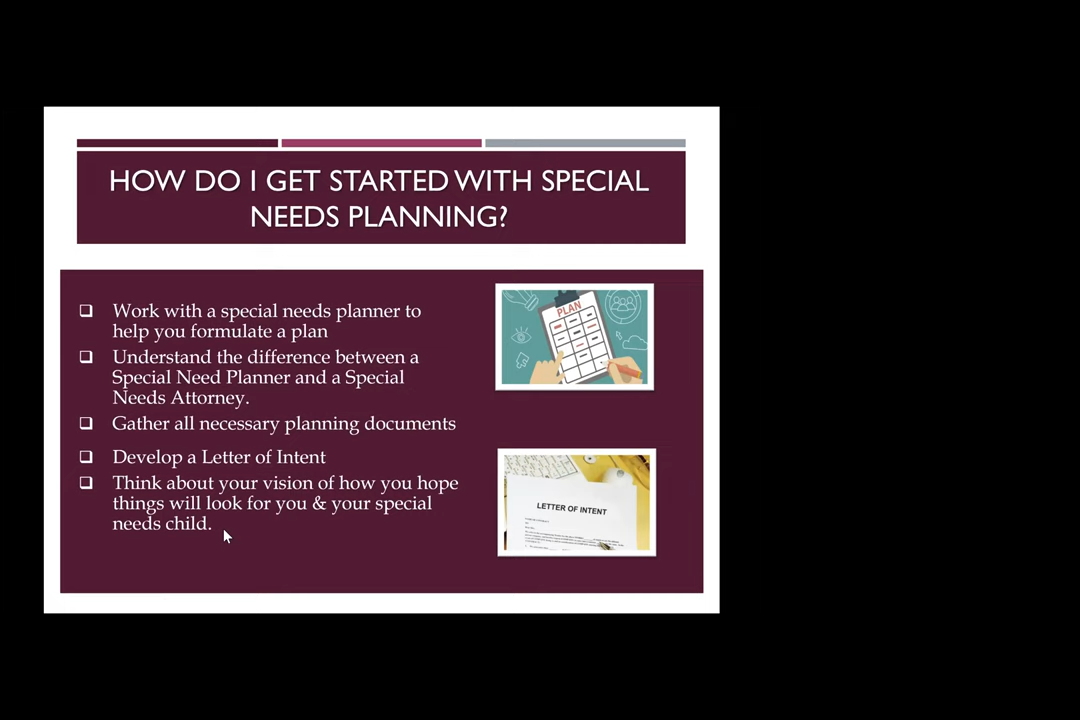 HOW DO I GET STARTED WITH SPECIAL
NEEDS PLANNING?
Work with a special needs planner to
help you formulate a plan
Understand the difference between a
Special Need Planner and a Special
Needs Attorney.
Gather all necessary planning documents
Develop a Letter of Intent
Think about your vision of how you hope
things will look for you & your special
needs child.
PLAN
LETTER OF INTENT